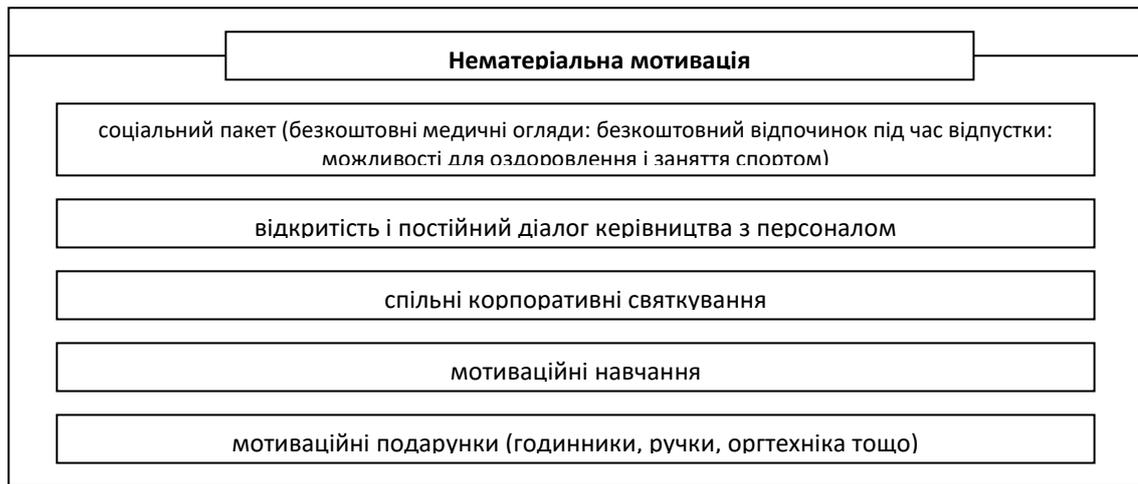 Нематеріальна мотивація
соціальний пакет (безкоштовні медичні огляди: безкоштовний відпочинок під час відпустки:
можливості для оздоровлення і заняття спортом)
відкритість і постійний діалог керівництва з персоналом
спільні корпоративні святкування
мотиваційні навчання
мотиваційні подарунки (годинники, ручки, оргтехніка тощо)